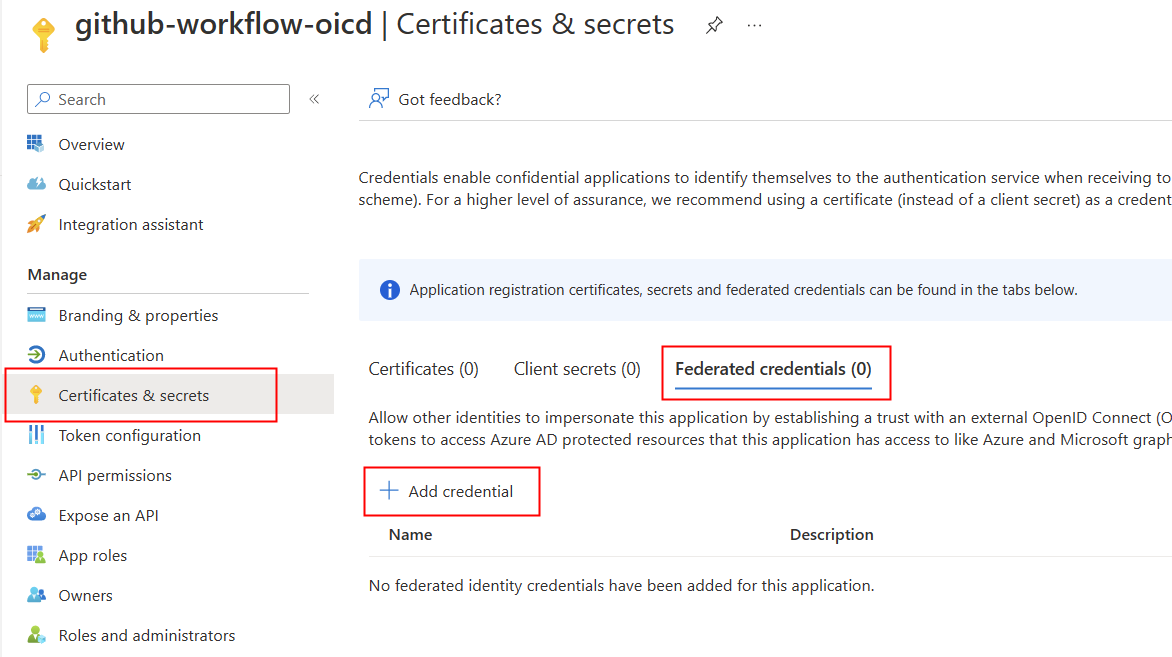 github-workflow-oicd | Certificates & secrets
Search
Got feedback?
Overview
Quickstart
Integration assistant
Manage
Branding & properties
Authentication
Certificates & secrets
Token configuration
API permissions
Expose an API
App roles
Owners
Roles and administrators
Credentials enable confidential applications to identify themselves to the authentication service when receiving to
scheme). For a higher level of assurance, we recommend using a certificate (instead of a client secret) as a credent
Application registration certificates, secrets and federated credentials can be found in the tabs below.
Certificates (0) Client secrets (0) Federated credentials (0)
Allow other identities to impersonate this application by establishing a trust with an external OpenID Connect (O
tokens to access Azure AD protected resources that this application has access to like Azure and Microsoft graph
Add credential
Name Description
No federated identity credentials have been added for this application.